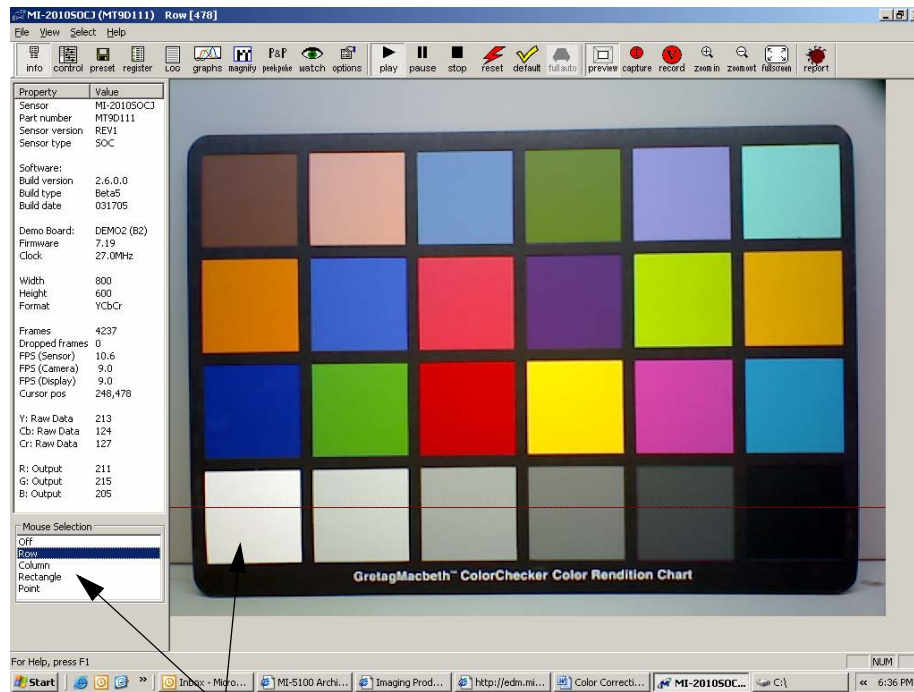 MI-2010SOCJ (MT9D111) Row [478]
File View Select Help
info control preset register LOG graphs magnify peekpoke watch options play pause stop reset default fullauto preview capture record zoom in zoom out fullscreen report
P&P
Property Value
Sensor MI-2010SOCJ
Part number MT9D111
Sensor version REV1
Sensor type SOC
Software:
Build version 2.6.0.0
Build type Beta5
Build date 031705
Demo Board: DEMO2 (B2)
Firmware 7.19
Clock 27.0MHz
Width 800
Height 600
Format YCbCr
Frames 4237
Dropped frames 0
FPS (Sensor) 10.6
FPS (Camera) 9.0
FPS (Display) 9.0
Cursor pos 248,478
Y: Raw Data 213
Cb: Raw Data 124
Cr: Raw Data 127
R: Output 211
G: Output 215
B: Output 205
Mouse Selection
Off
Row
Column
Rectangle
Point
GretagMacbeth™ ColorChecker Color Rendition Chart
For Help, press F1
NUM
Start » Inbox - Micro... MI-5100 Archi... Imaging Prod... http://edm.mi... Color Correcti... MI-2010SOC... C:\ « 6:36 PM